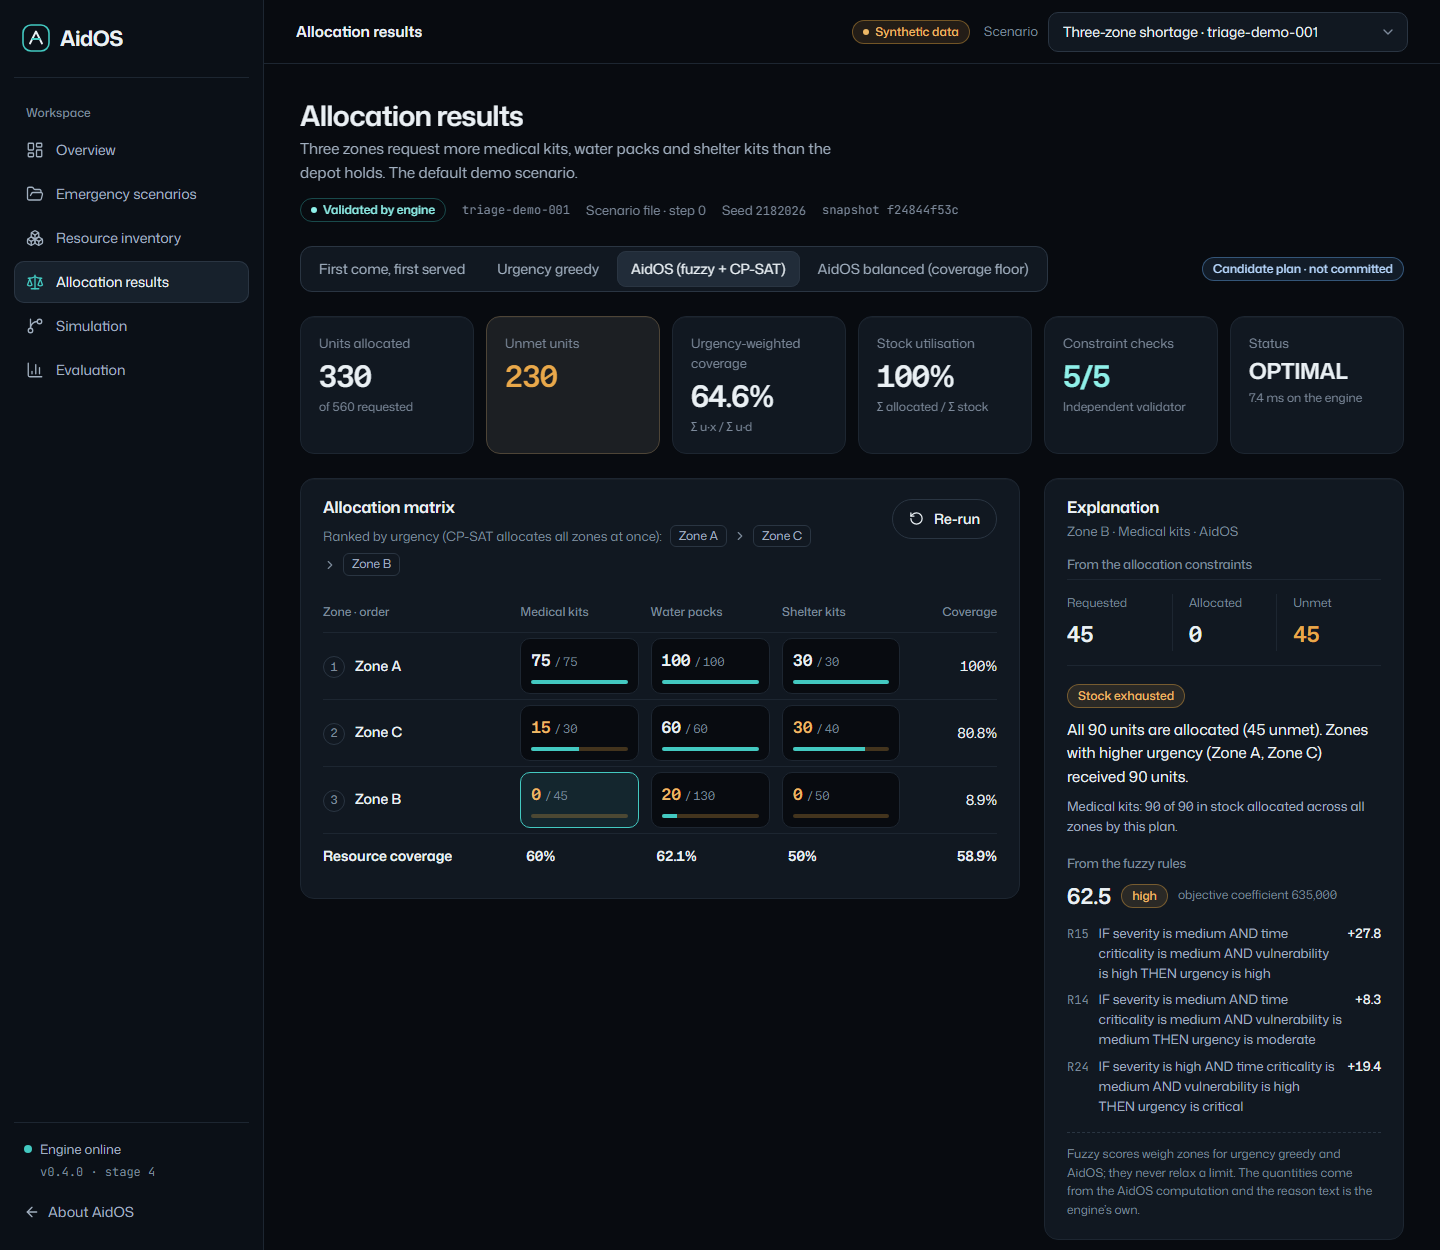 AidOS
Workspace
Overview
Emergency scenarios
Resource inventory
Allocation results
Simulation
Evaluation
Engine online
v0.4.0 · stage 4
About AidOS
Allocation results
Synthetic data
Scenario
Three-zone shortage · triage-demo-001
Allocation results
Three zones request more medical kits, water packs and shelter kits than the
depot holds. The default demo scenario.
Validated by engine
triage-demo-001
Scenario file · step 0
Seed 2182026
snapshot f24844f53c
First come, first served
Urgency greedy
AidOS (fuzzy + CP-SAT)
AidOS balanced (coverage floor)
Candidate plan · not committed
Units allocated
330
of 560 requested
Unmet units
230
Urgency-weighted
coverage
64.6%
Σ u·x / Σ u·d
Stock utilisation
100%
Σ allocated / Σ stock
Constraint checks
5/5
Independent validator
Status
OPTIMAL
7.4 ms on the engine
Allocation matrix
Ranked by urgency (CP-SAT allocates all zones at once): Zone A > Zone C
> Zone B
Re-run
Zone · order Medical kits Water packs Shelter kits Coverage
1 Zone A 75 / 75 100 / 100 30 / 30 100%
2 Zone C 15 / 30 60 / 60 30 / 40 80.8%
3 Zone B 0 / 45 20 / 130 0 / 50 8.9%
Resource coverage 60% 62.1% 50% 58.9%
Explanation
Zone B · Medical kits · AidOS
From the allocation constraints
Requested Allocated Unmet
45 0 45
Stock exhausted
All 90 units are allocated (45 unmet). Zones
with higher urgency (Zone A, Zone C)
received 90 units.
Medical kits: 90 of 90 in stock allocated across all
zones by this plan.
From the fuzzy rules
62.5 high objective coefficient 635,000
R15 IF severity is medium AND time +27.8
criticality is medium AND vulnerability
is high THEN urgency is high
R14 IF severity is medium AND time +8.3
criticality is medium AND vulnerability is
medium THEN urgency is moderate
R24 IF severity is high AND time criticality is +19.4
medium AND vulnerability is high
THEN urgency is critical
Fuzzy scores weigh zones for urgency greedy and
AidOS; they never relax a limit. The quantities come
from the AidOS computation and the reason text is the
engine's own.